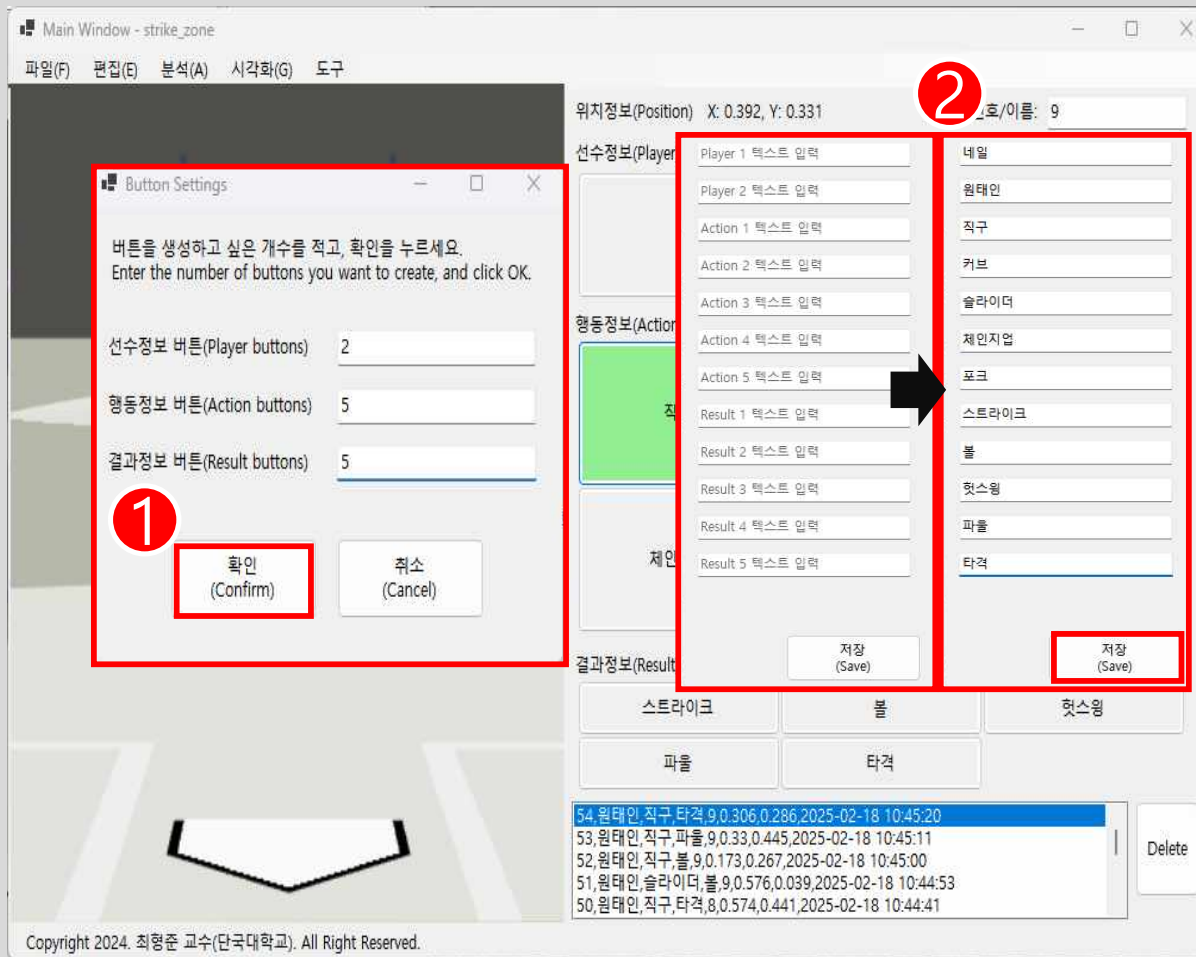 Main Window - strike_zone
파일(F) 편집(E) 분석(A) 시각화(G) 도구
위치정보(Position) X: 0.392, Y: 0.331
호/이름: 9
2
선수정보(Player
Button Settings
버튼을 생성하고 싶은 개수를 적고, 확인을 누르세요.
Enter the number of buttons you want to create, and click OK.
선수정보 버튼(Player buttons) 2
행동정보 버튼(Action buttons) 5
결과정보 버튼(Result buttons) 5
1
확인
(Confirm)
취소
(Cancel)
Player 1 텍스트 입력
Player 2 텍스트 입력
Action 1 텍스트 입력
Action 2 텍스트 입력
Action 3 텍스트 입력
Action 4 텍스트 입력
Action 5 텍스트 입력
Result 1 텍스트 입력
Result 2 텍스트 입력
Result 3 텍스트 입력
Result 4 텍스트 입력
Result 5 텍스트 입력
저장
(Save)
네일
원태인
직구
커브
슬라이더
체인지업
포크
스트라이크
볼
헛스윙
파울
타격
저장
(Save)
행동정보(Action
직
체인
결과정보(Result
스트라이크 볼 헛스윙
파울 타격
54,원태인,직구,타격,9,0.306,0.286,2025-02-18 10:45:20
53,원태인,직구,파울,9,0.33,0.445,2025-02-18 10:45:11
52,원태인,직구,볼,9,0.173,0.267,2025-02-18 10:45:00
51,원태인,슬라이더,볼,9,0.576,0.039,2025-02-18 10:44:53
50,원태인,직구,타격,8,0.574,0.441,2025-02-18 10:44:41
Delete
Copyright 2024. 최형준 교수(단국대학교). All Right Reserved.